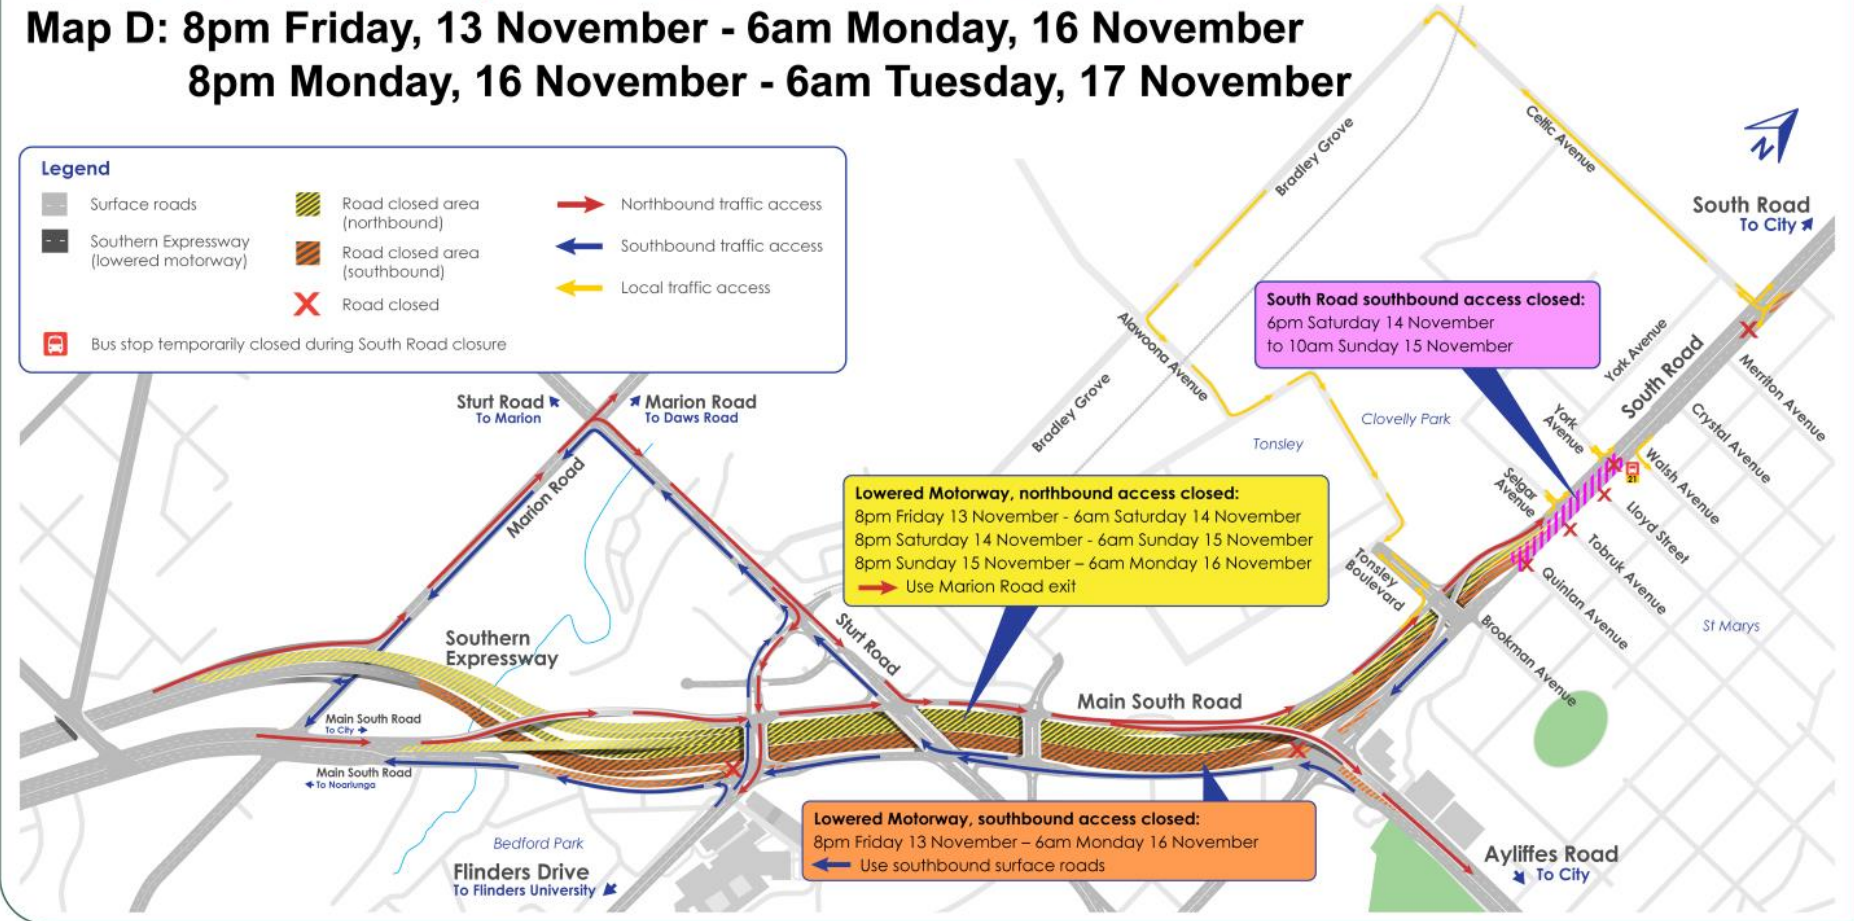 Map D: 8pm Friday, 13 November - 6am Monday, 16 November
8pm Monday, 16 November - 6am Tuesday, 17 November
Legend
Surface roads
Southern Expressway
(lowered motorway)
Road closed area
(northbound)
Road closed area
(southbound)
Road closed
Northbound traffic access
Southbound traffic access
Local traffic access
Bus stop temporarily closed during South Road closure
N
South Road
To City
Celtic Avenue
Bradley Grove
Alawoona Avenue
Bradley Grove
South Road southbound access closed:
6pm Saturday 14 November
to 10am Sunday 15 November
York Avenue
South Road
Merriton Avenue
Crystal Avenue
York
Avenue
Walsh Avenue
21
Selgar
Avenue
Lloyd Street
Tobruk Avenue
Quinlan Avenue
Brookman Avenue
St Marys
Clovelly Park
Tonsley
Tonsley
Boulevard
Sturt Road
To Marion
Marion Road
To Daws Road
Marion Road
Lowered Motorway, northbound access closed:
8pm Friday 13 November - 6am Saturday 14 November
8pm Saturday 14 November - 6am Sunday 15 November
8pm Sunday 15 November – 6am Monday 16 November
Use Marion Road exit
Sturt Road
Southern
Expressway
Main South Road
Main South Road
To City
Main South Road
To Noarlunga
Lowered Motorway, southbound access closed:
8pm Friday 13 November – 6am Monday 16 November
Use southbound surface roads
Bedford Park
Flinders Drive
To Flinders University
Ayliffes Road
To City